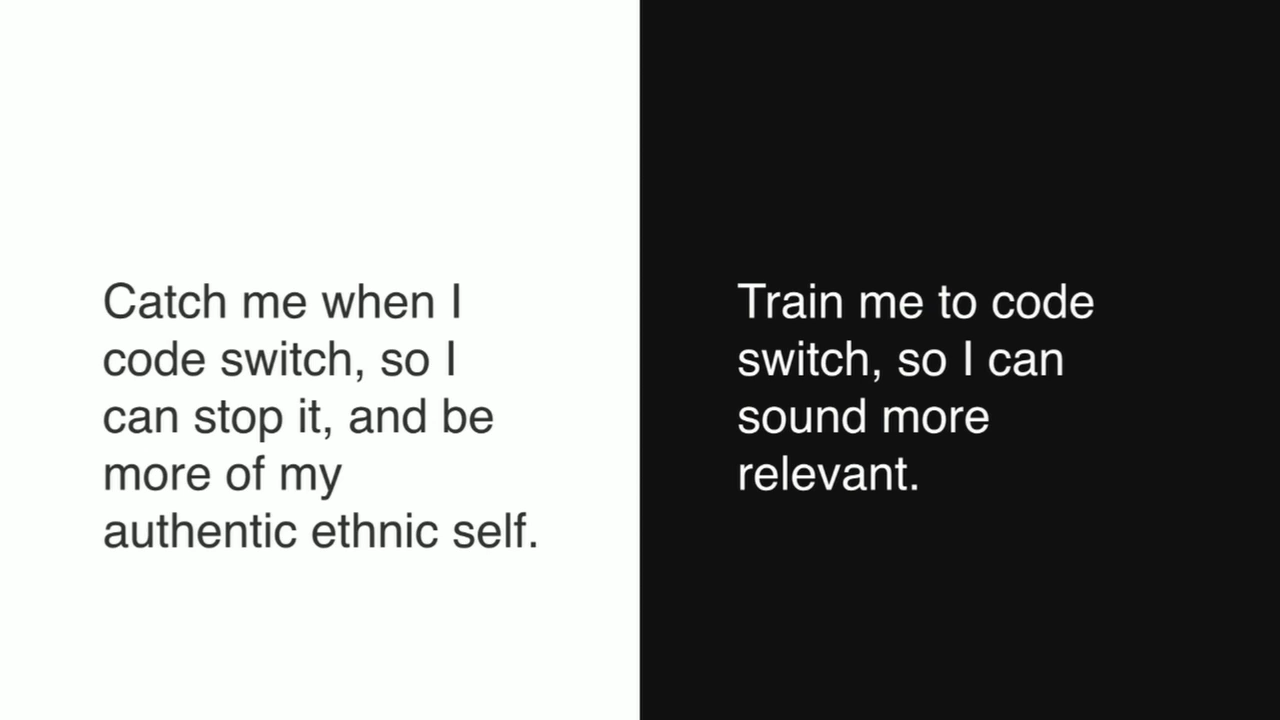 Catch me when I
code switch, so I
can stop it, and be
more of my
authentic ethnic self.
Train me to code
switch, so I can
sound more
relevant.